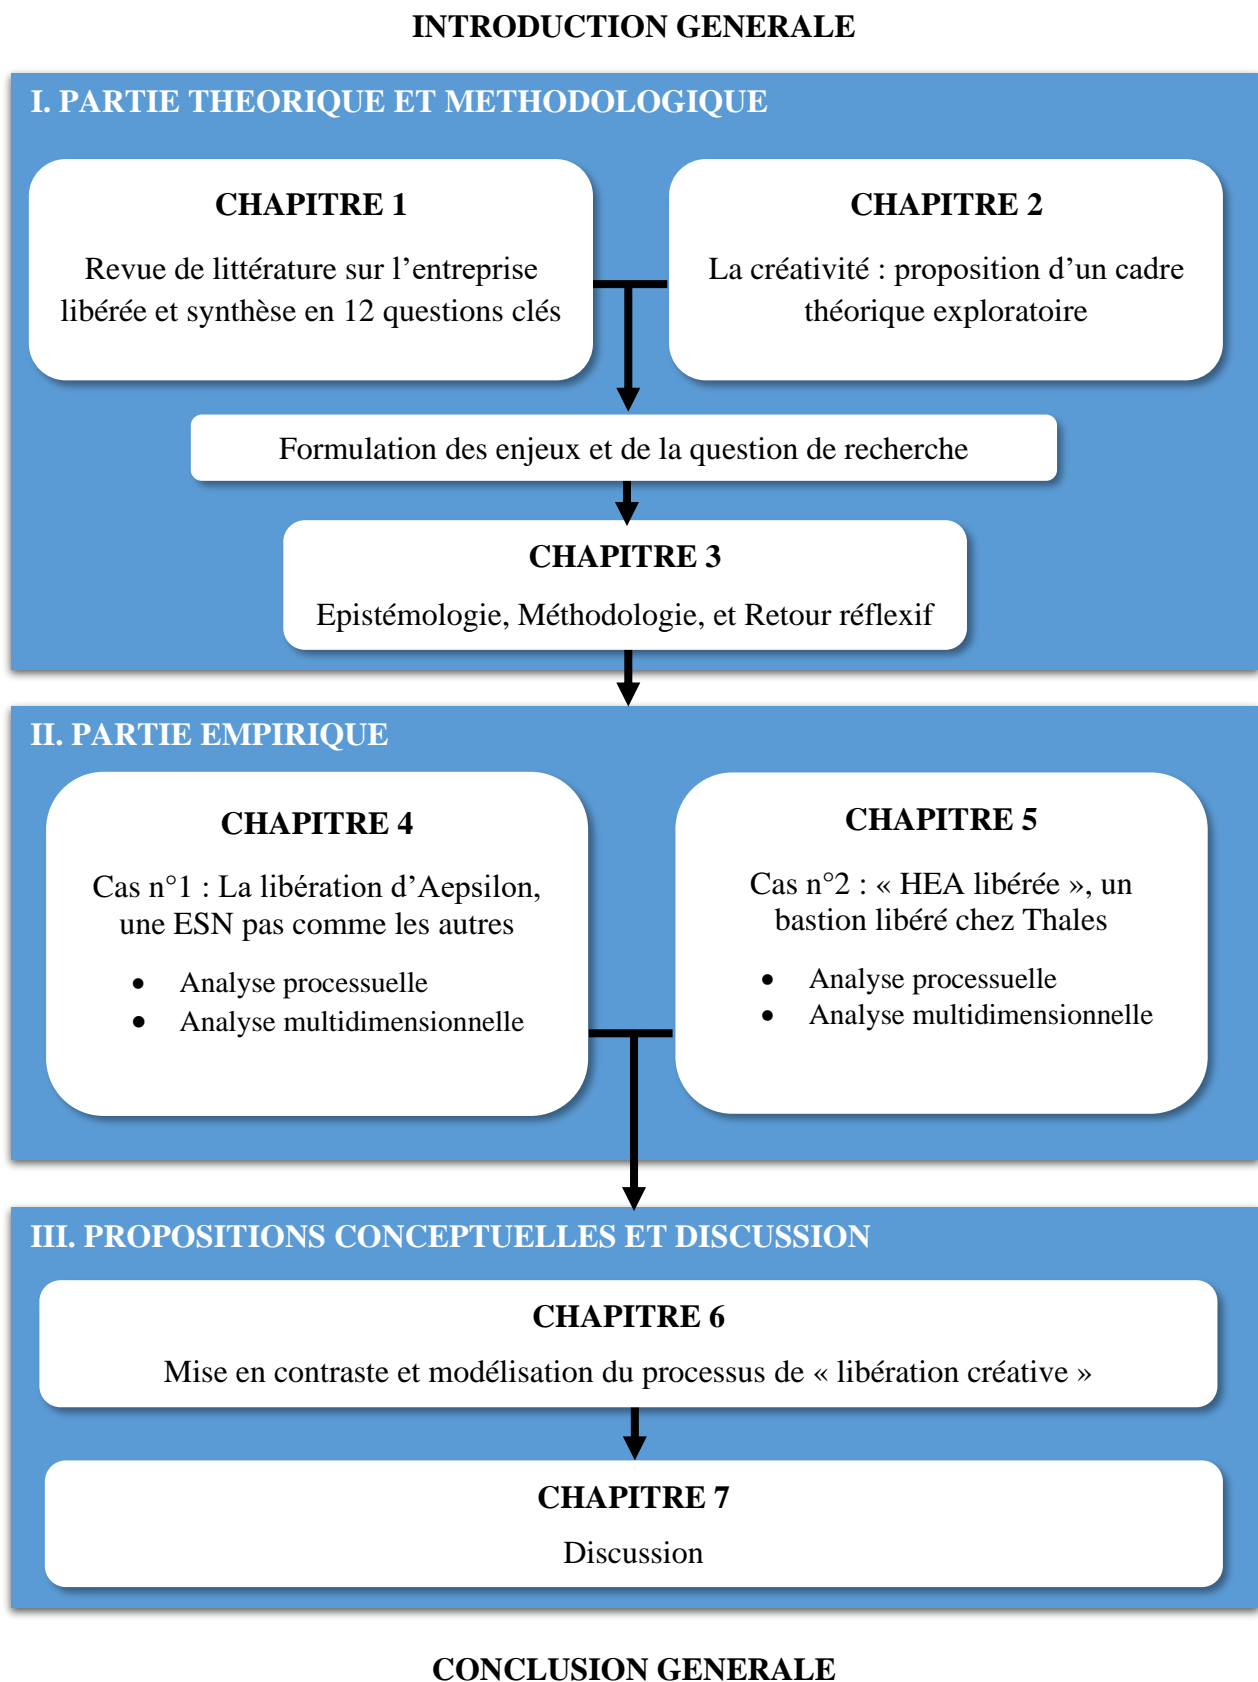 INTRODUCTION GENERALE
I. PARTIE THEORIQUE ET METHODOLOGIQUE
CHAPITRE 1
Revue de littérature sur l’entreprise
libérée et synthèse en 12 questions clés
CHAPITRE 2
La créativité : proposition d’un cadre
théorique exploratoire
Formulation des enjeux et de la question de recherche
CHAPITRE 3
Epistémologie, Méthodologie, et Retour réflexif
II. PARTIE EMPIRIQUE
CHAPITRE 4
Cas n°1 : La libération d’Aepsilon,
une ESN pas comme les autres
• Analyse processuelle
• Analyse multidimensionnelle
CHAPITRE 5
Cas n°2 : « HEA libérée », un
bastion libéré chez Thales
• Analyse processuelle
• Analyse multidimensionnelle
III. PROPOSITIONS CONCEPTUELLES ET DISCUSSION
CHAPITRE 6
Mise en contraste et modélisation du processus de « libération créative »
CHAPITRE 7
Discussion
CONCLUSION GENERALE